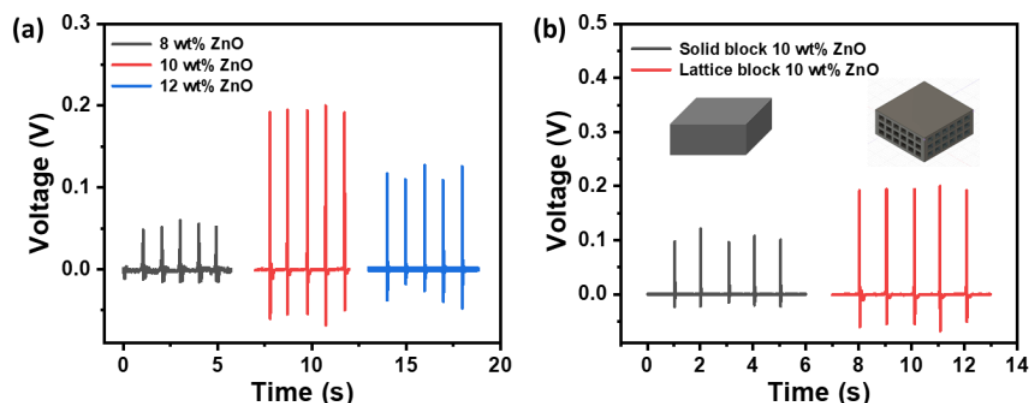 (a)
8 wt% ZnO
10 wt% ZnO
12 wt% ZnO
0.3
0.2
0.1
0.0
Voltage (V)
0 5 10 15 20
Time (s)
(b)
Solid block 10 wt% ZnO
Lattice block 10 wt% ZnO
0.5
0.4
0.3
0.2
0.1
0.0
Voltage (V)
0 2 4 6 8 10 12 14
Time (s)